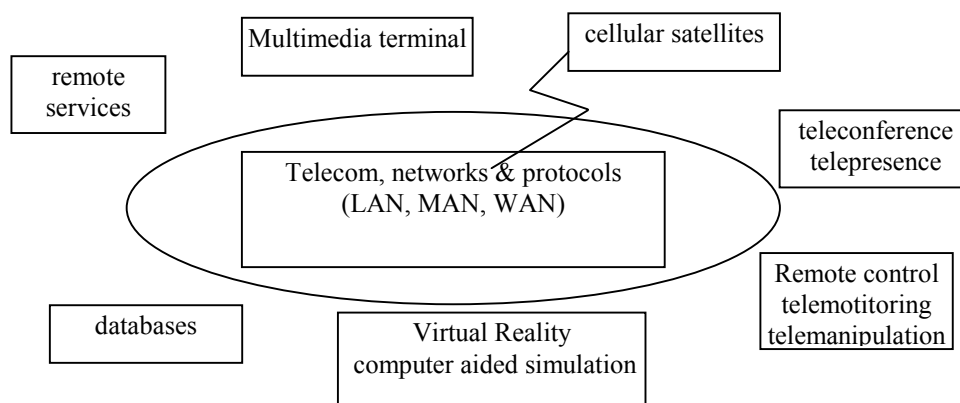 Multimedia terminal
cellular satellites
remote
services
teleconference
telepresence
Telecom, networks & protocols
(LAN, MAN, WAN)
Remote control
telemotitoring
telemanipulation
databases
Virtual Reality
computer aided simulation